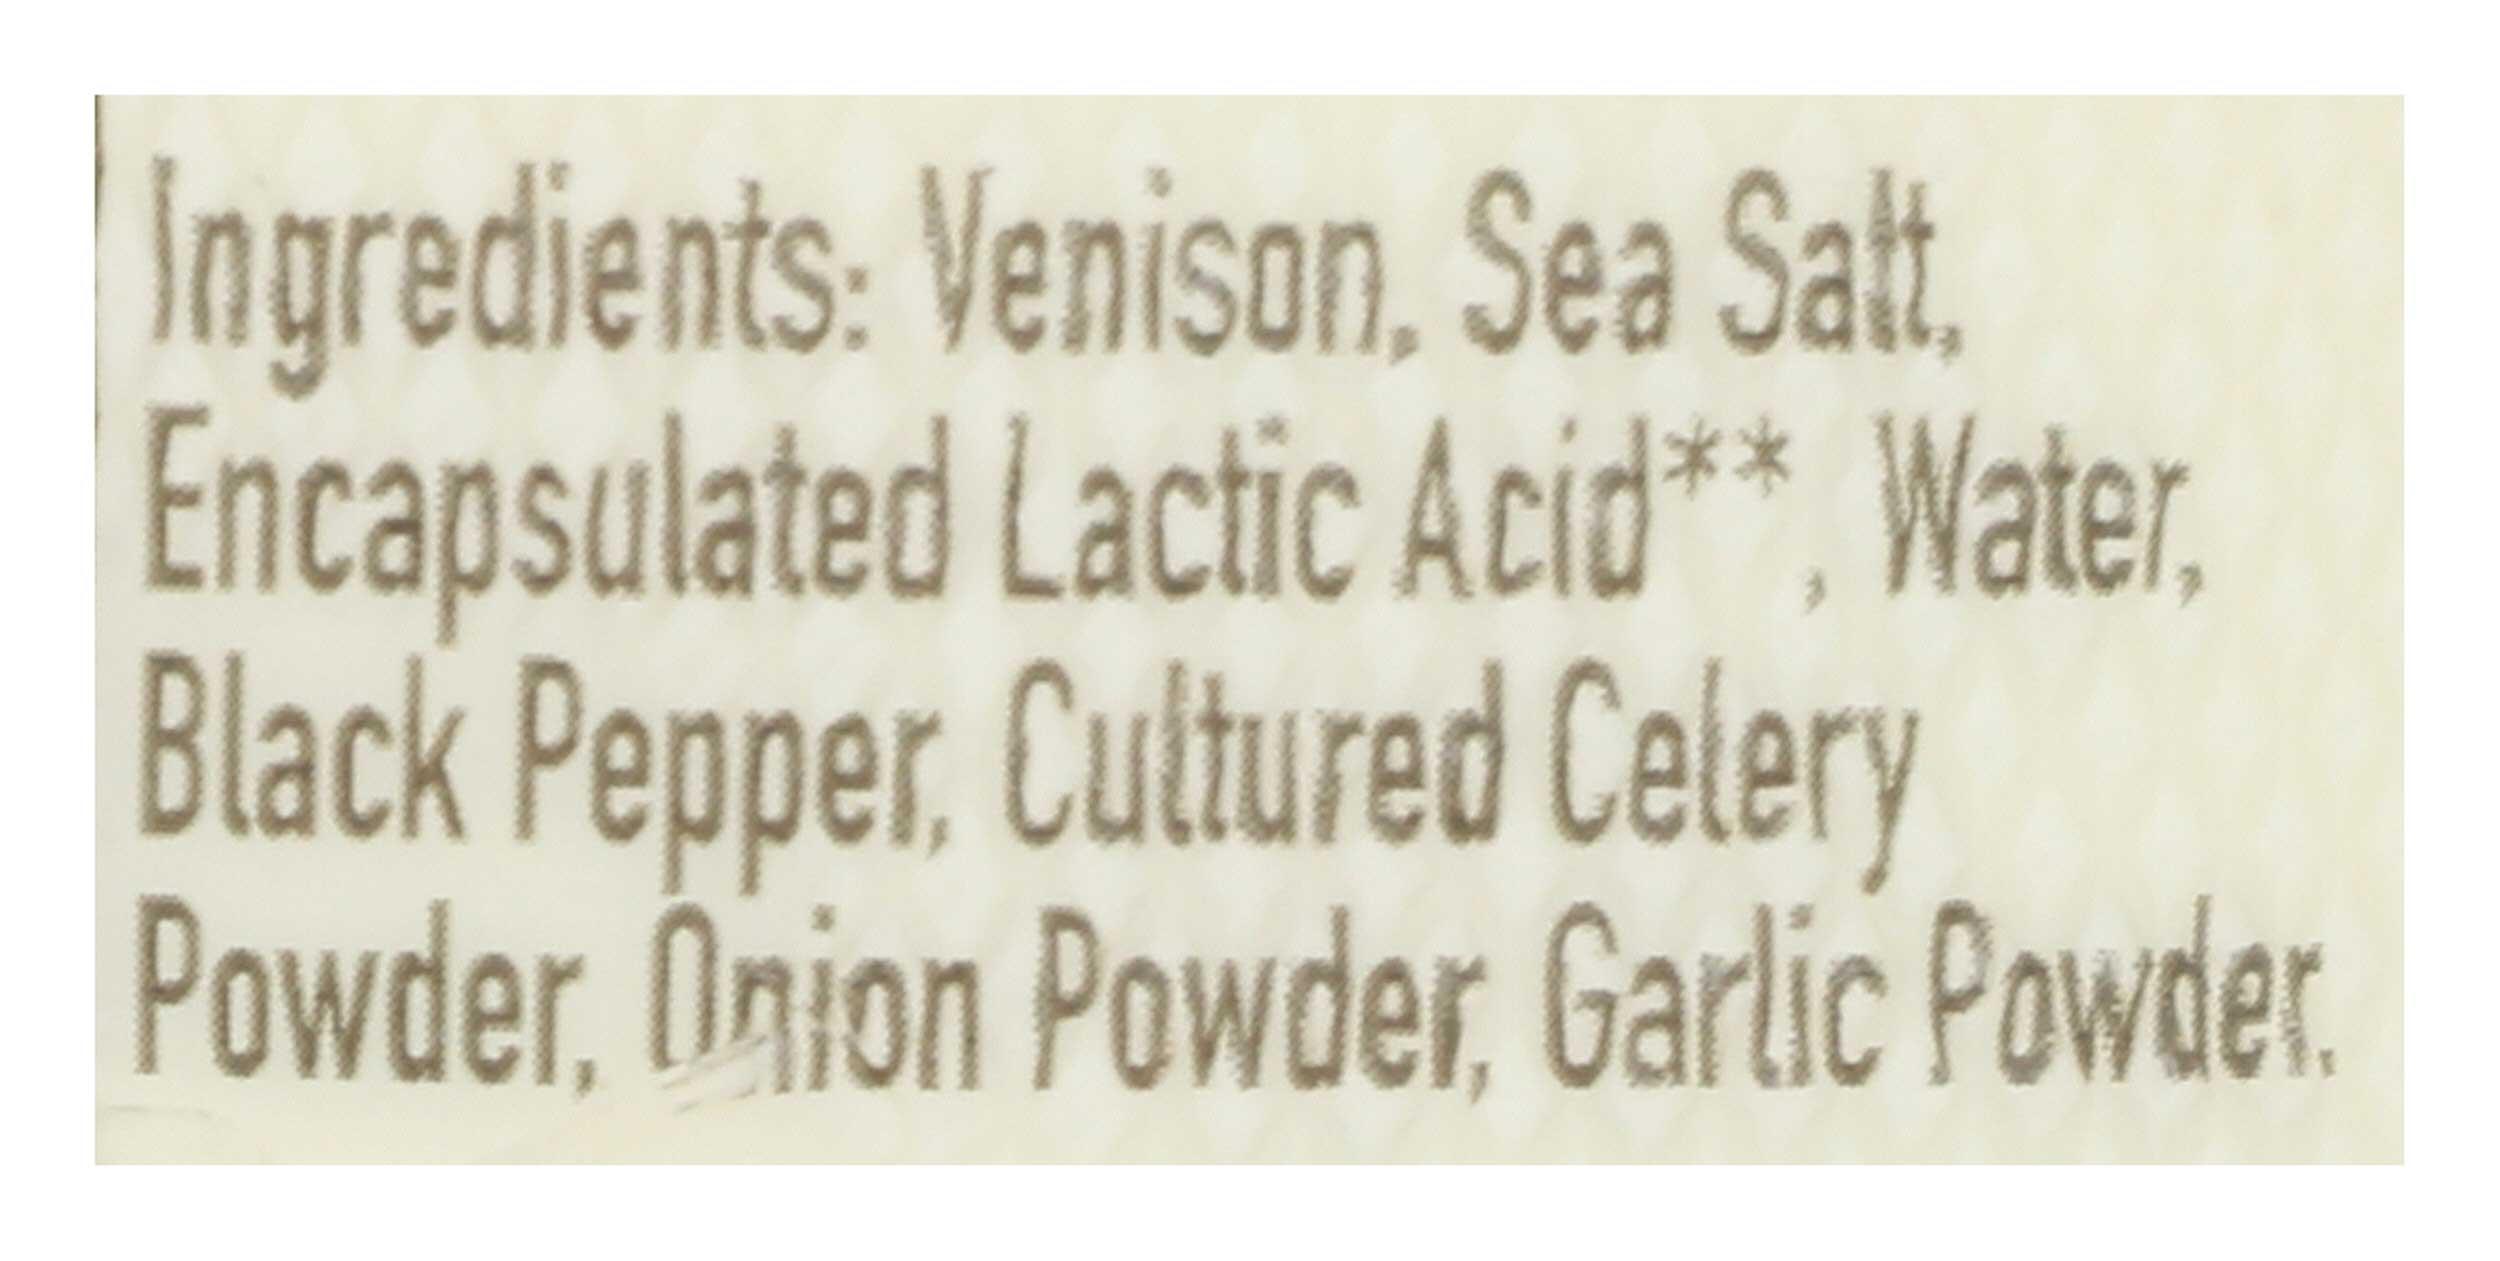 Ingredients: Venison, Sea Salt,
Encapsulated Lactic Acid**, Water,
Black Pepper, Cultured Celery
Powder, Onion Powder, Garlic Powder.